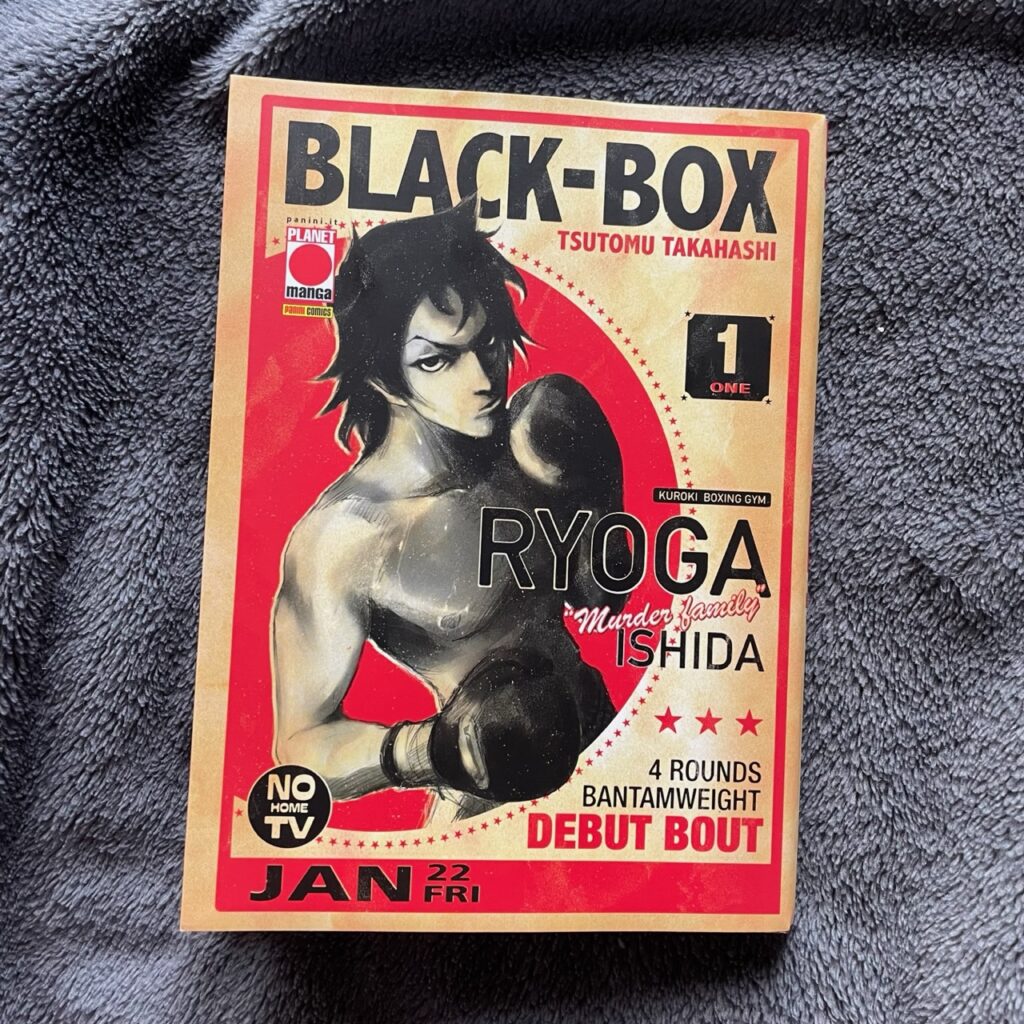 BLACK-BOX
TSUTOMU TAKAHASHI
panini.it
PLANET
manga
PANINI COMICS
1
ONE
KUROKI BOXING GYM
RYOGA
"Murder family"
ISHIDA
4 ROUNDS
BANTAMWEIGHT
DEBUT BOUT
NO
HOME
TV
JAN 22
FRI